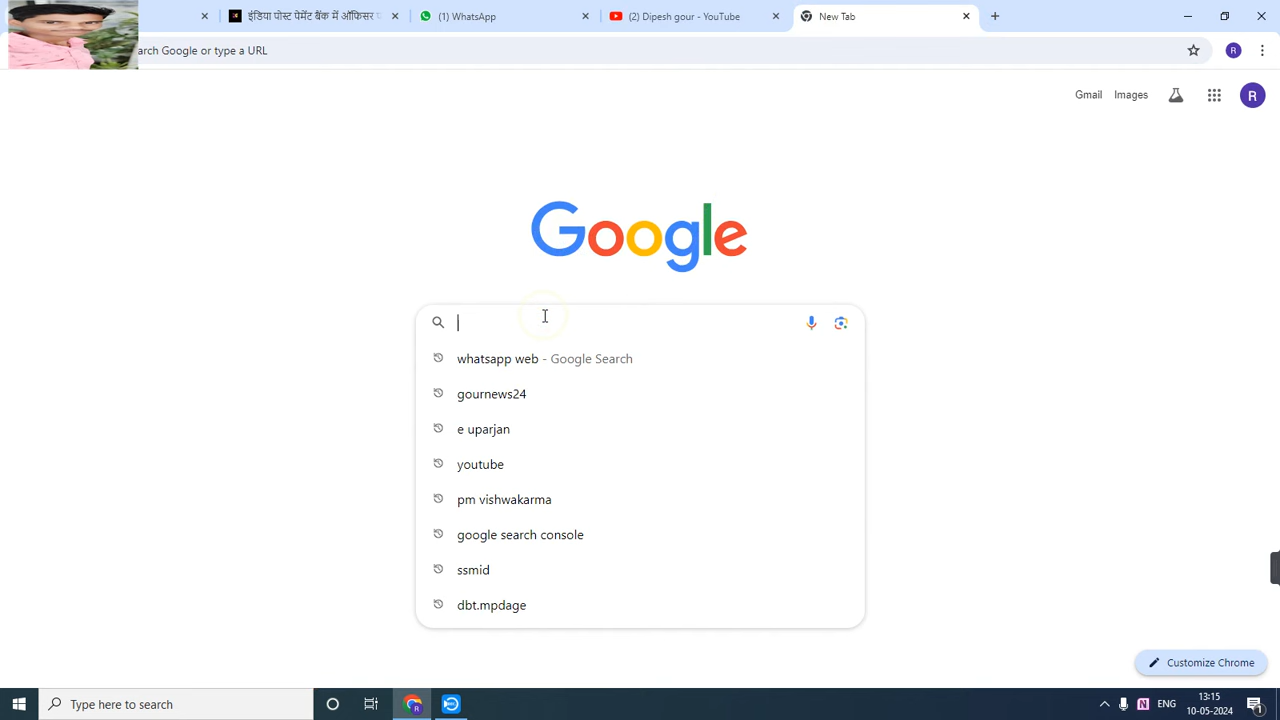 इंडिया पोस्ट पेमेंट बैंक में ऑफिसर
(1) WhatsApp
(2) Dipesh gour - YouTube
New Tab
arch Google or type a URL
R
Gmail
Images
R
Google
whatsapp web - Google Search
gournews24
e uparjan
youtube
pm vishwakarma
google search console
ssmid
dbt.mpdage
Customize Chrome
Type here to search
R
ENG
13:15
10-05-2024
1